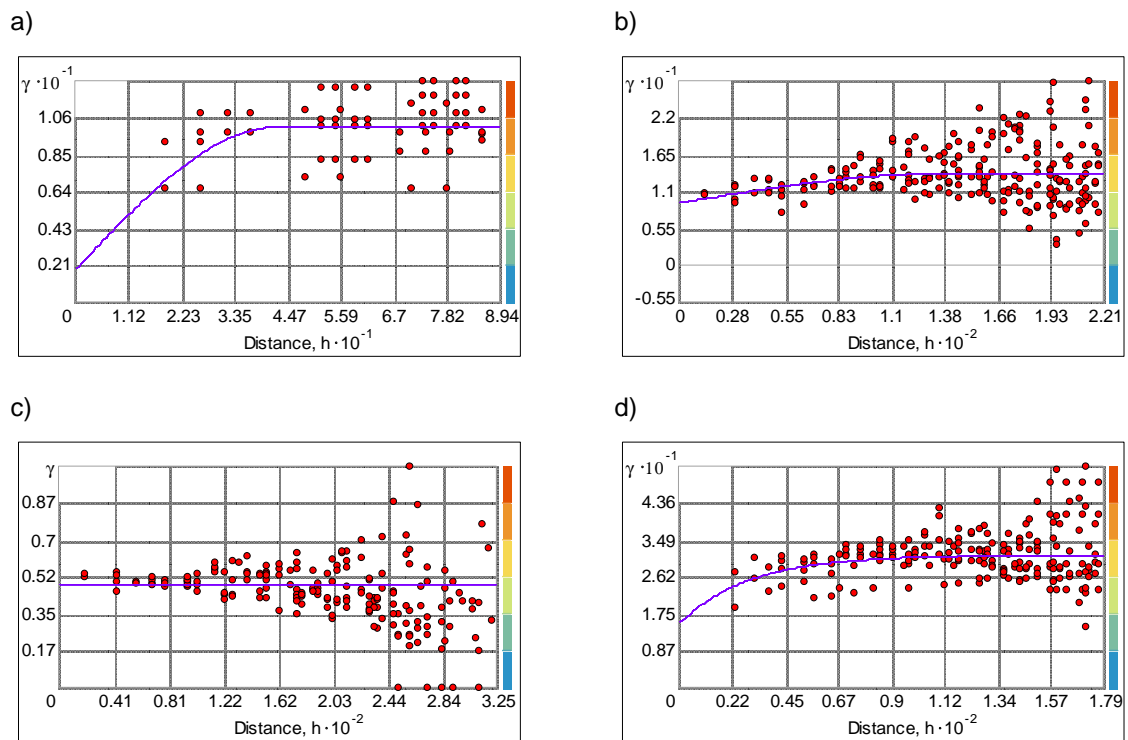 a)
γ · 10⁻¹
1.06
0.85
0.64
0.43
0.21
0 1.12 2.23 3.35 4.47 5.59 6.7 7.82 8.94
Distance, h · 10⁻¹
b)
γ · 10⁻¹
2.2
1.65
1.1
0.55
0
-0.55
0 0.28 0.55 0.83 1.1 1.38 1.66 1.93 2.21
Distance, h · 10⁻²
c)
γ
0.87
0.7
0.52
0.35
0.17
0 0.41 0.81 1.22 1.62 2.03 2.44 2.84 3.25
Distance, h · 10⁻²
d)
γ · 10⁻¹
4.36
3.49
2.62
1.75
0.87
0 0.22 0.45 0.67 0.9 1.12 1.34 1.57 1.79
Distance, h · 10⁻²